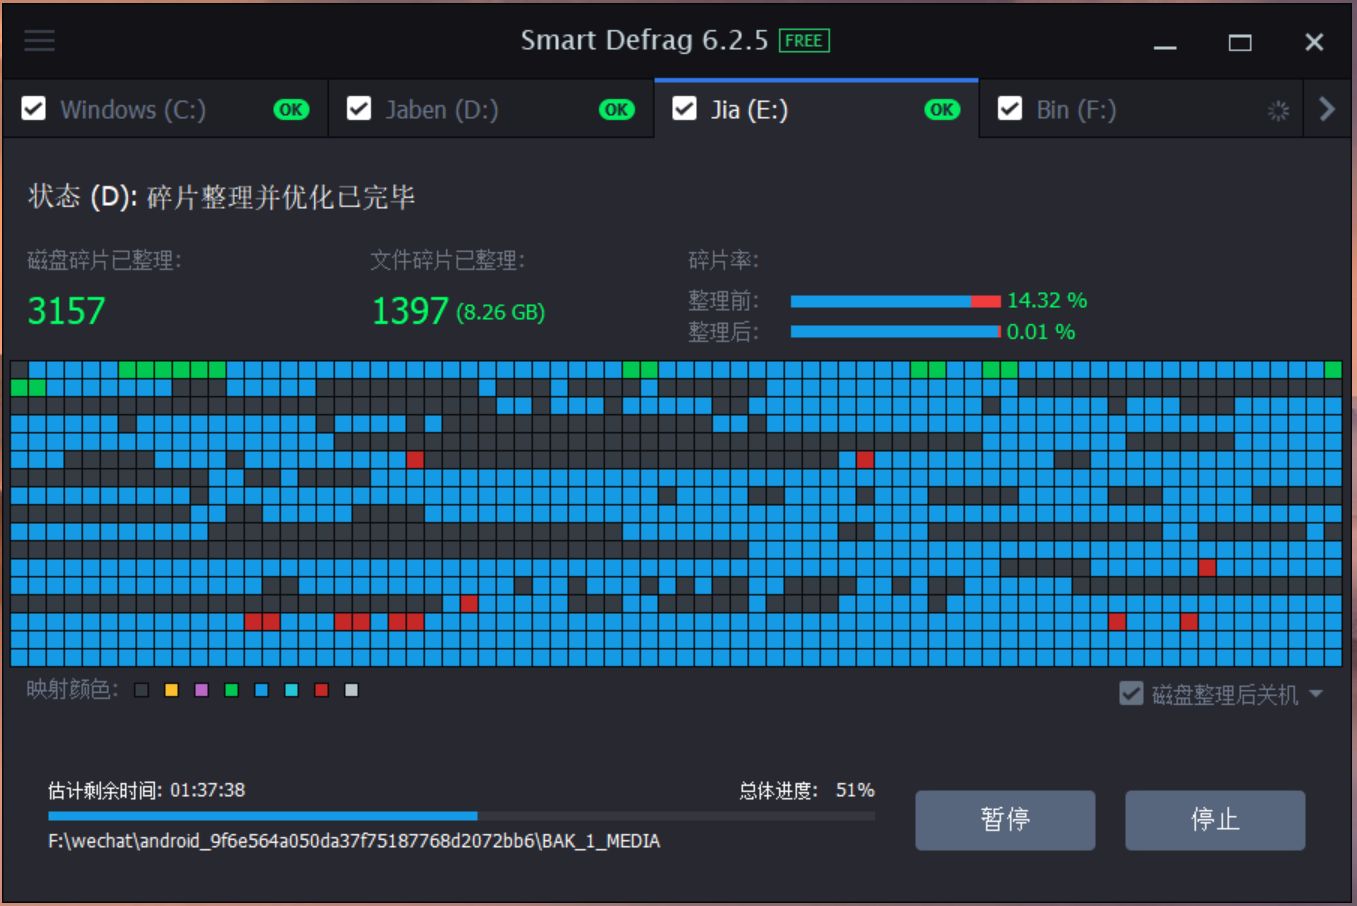 Smart Defrag 6.2.5 FREE
Windows (C:) OK Jaben (D:) OK Jia (E:) OK Bin (F:)
状态 (D): 碎片整理并优化已完毕
磁盘碎片已整理: 文件碎片已整理: 碎片率:
3157 1397 (8.26 GB) 整理前: 14.32 %
整理后: 0.01 %
映射颜色: 磁盘整理后关机
估计剩余时间: 01:37:38 总体进度: 51%
F:\wechat\android_9f6e564a050da37f75187768d2072bb6\BAK_1_MEDIA
暂停 停止